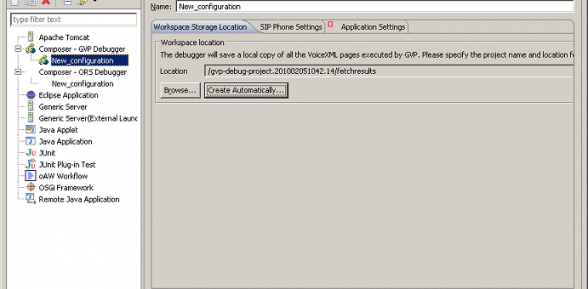 Name: New_configuration
type filter text
Apache Tomcat
Composer - GVP Debugger
New_configuration
Composer - ORS Debugger
New_configuration
Eclipse Application
Generic Server
Generic Server(External Launc
Java Applet
Java Application
JUnit
JUnit Plug-in Test
oAW Workflow
OSGi Framework
Remote Java Application
Workspace Storage Location SIP Phone Settings Application Settings
Workspace location
The debugger will save a local copy of all the VoiceXML pages executed by GVP. Please specify the project name and location f
Location /gvp-debug-project.201002051042.14/fetchresults
Browse... Create Automatically...